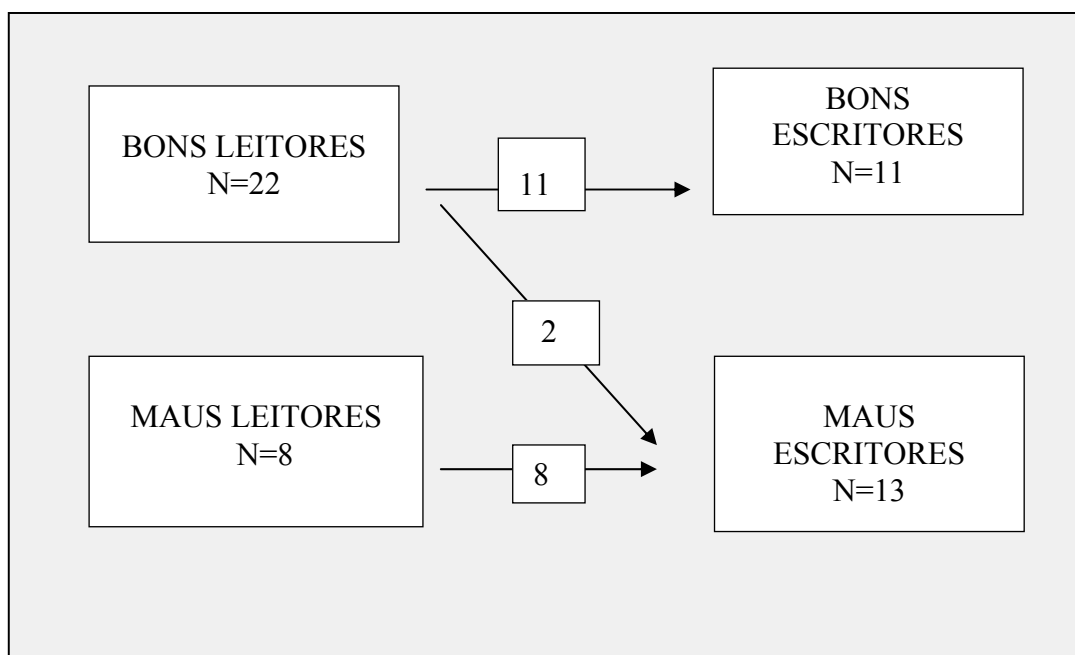 BONS LEITORES
N=22
11
BONS
ESCRITORES
N=11
2
MAUS LEITORES
N=8
8
MAUS
ESCRITORES
N=13